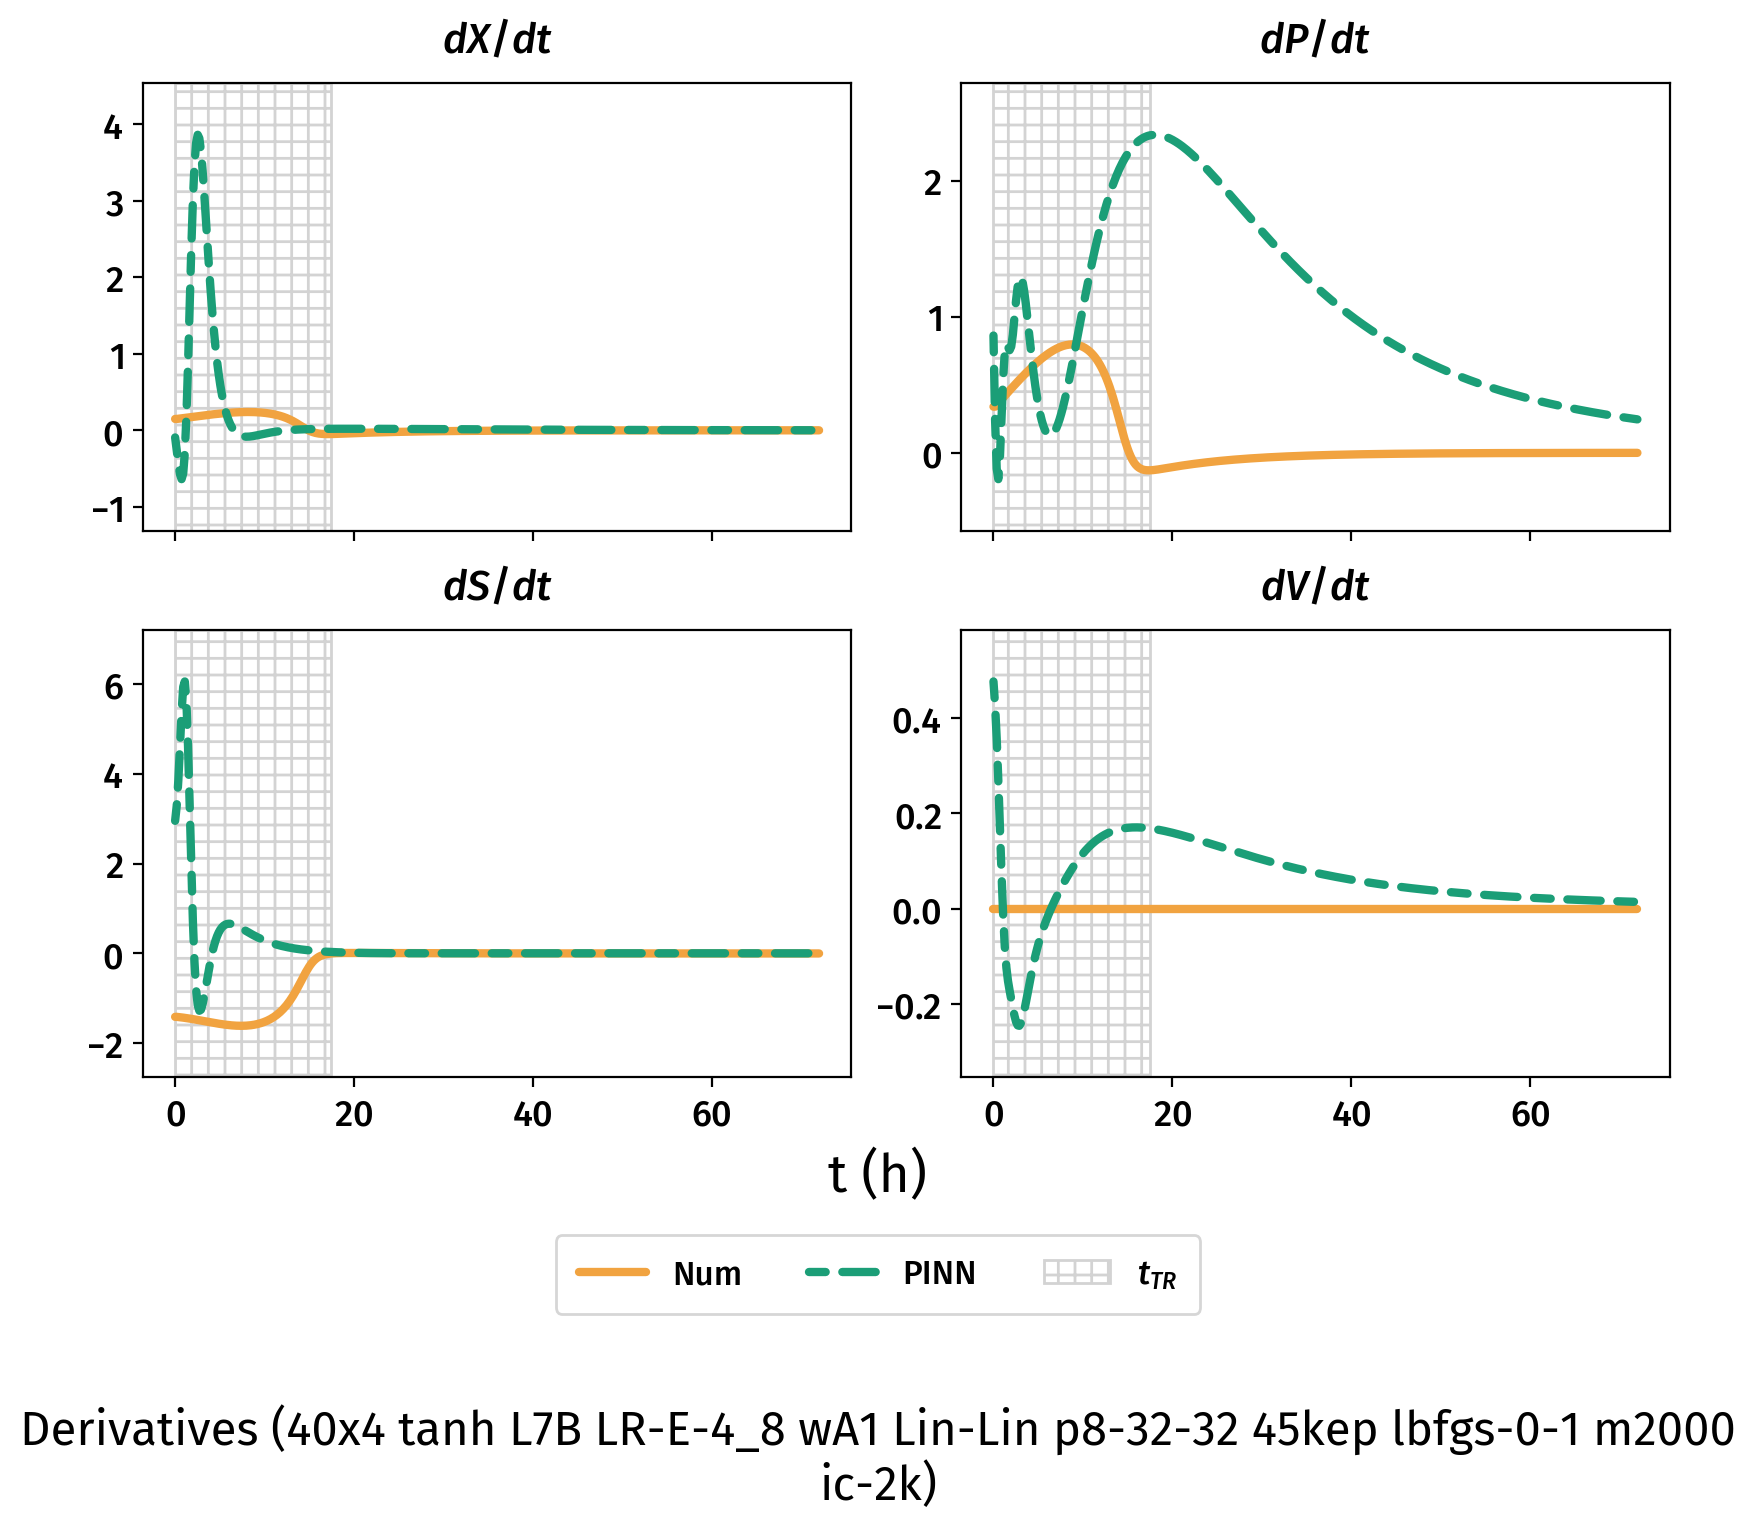 dX/dt
dP/dt
4
3
2
1
0
−1
2
1
0
dS/dt
dV/dt
6
4
2
0
−2
0.4
0.2
0.0
−0.2
0 20 40 60
0 20 40 60
t (h)
Num PINN tTR
Derivatives (40x4 tanh L7B LR-E-4_8 wA1 Lin-Lin p8-32-32 45kep lbfgs-0-1 m2000
ic-2k)